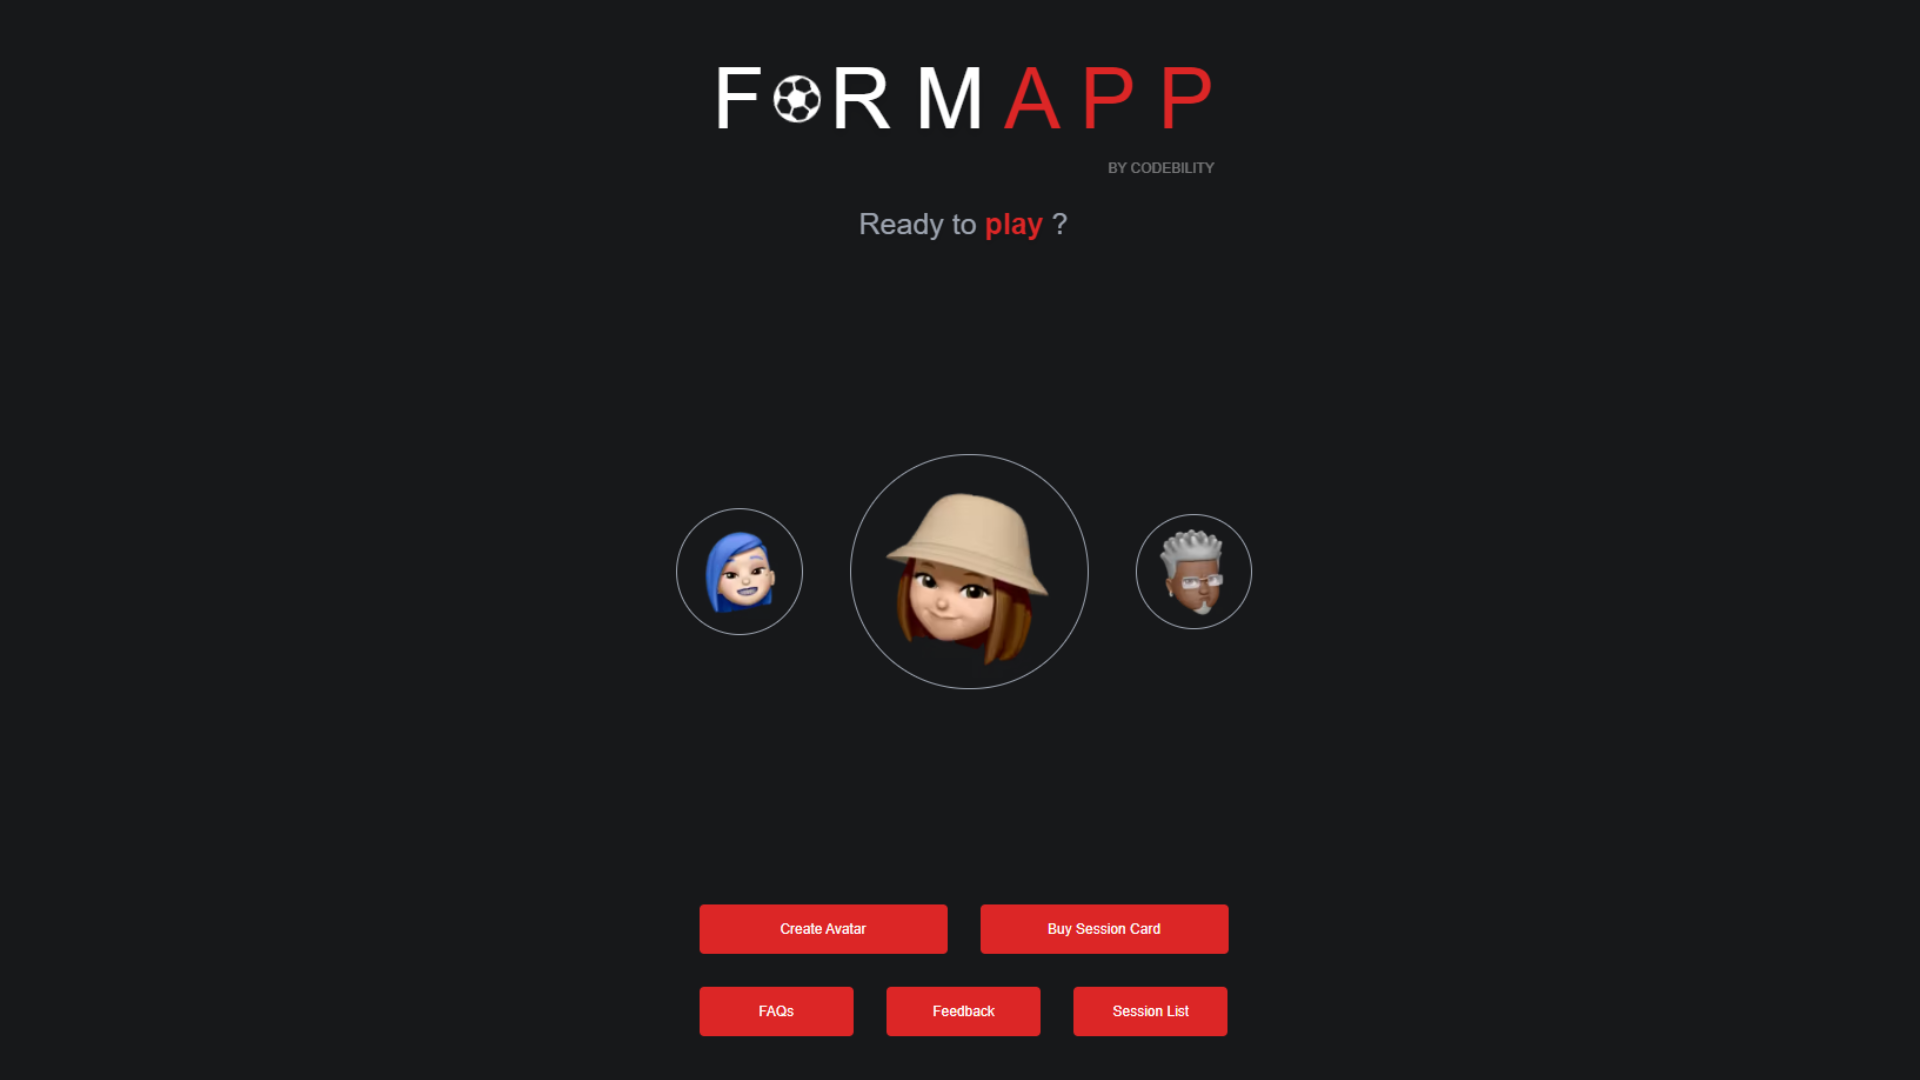 FORMAPP
BY CODEBILITY
Ready to play ?
Create Avatar
Buy Session Card
FAQs
Feedback
Session List